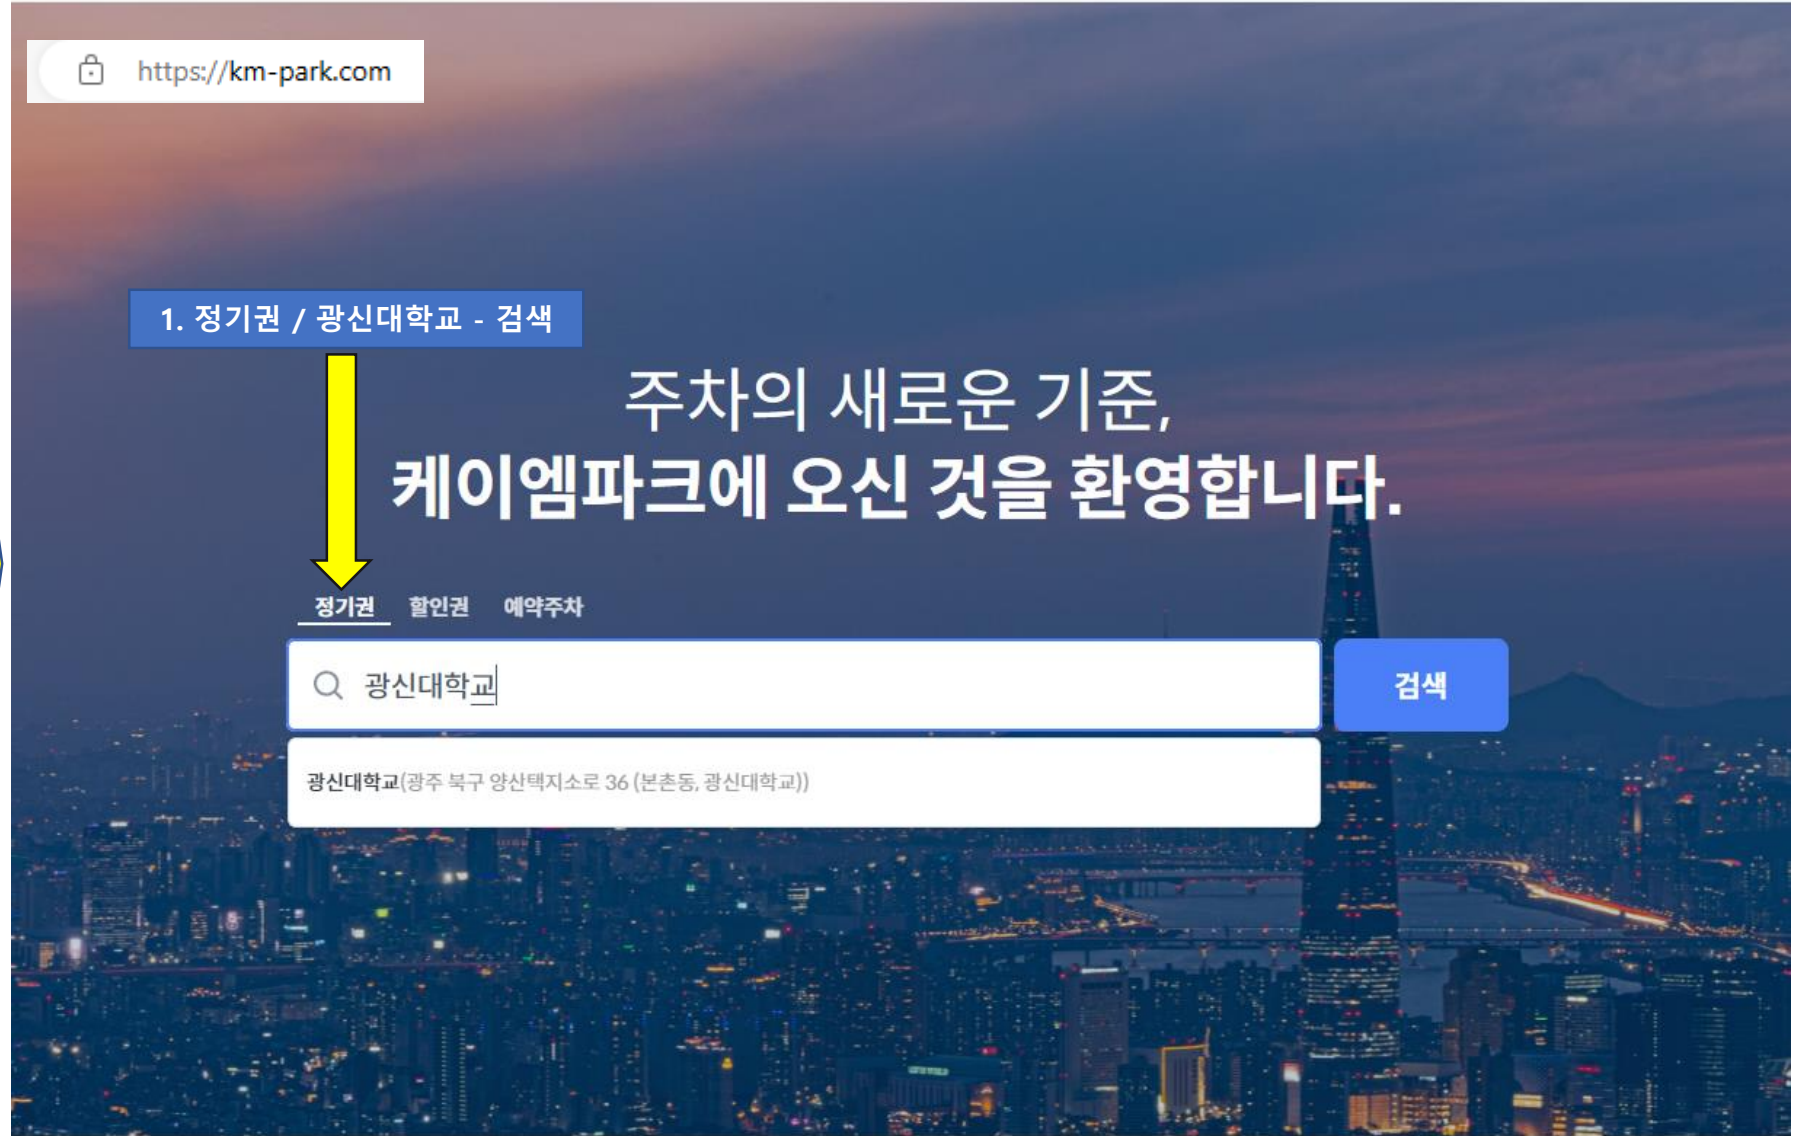 https://km-park.com
1. 정기권 / 광신대학교 - 검색
주차의 새로운 기준,
케이엠파크에 오신 것을 환영합니다.
정기권 할인권 예약주차
광신대학교 검색
광신대학교(광주 북구 양산택지소로 36 (본촌동, 광신대학교))